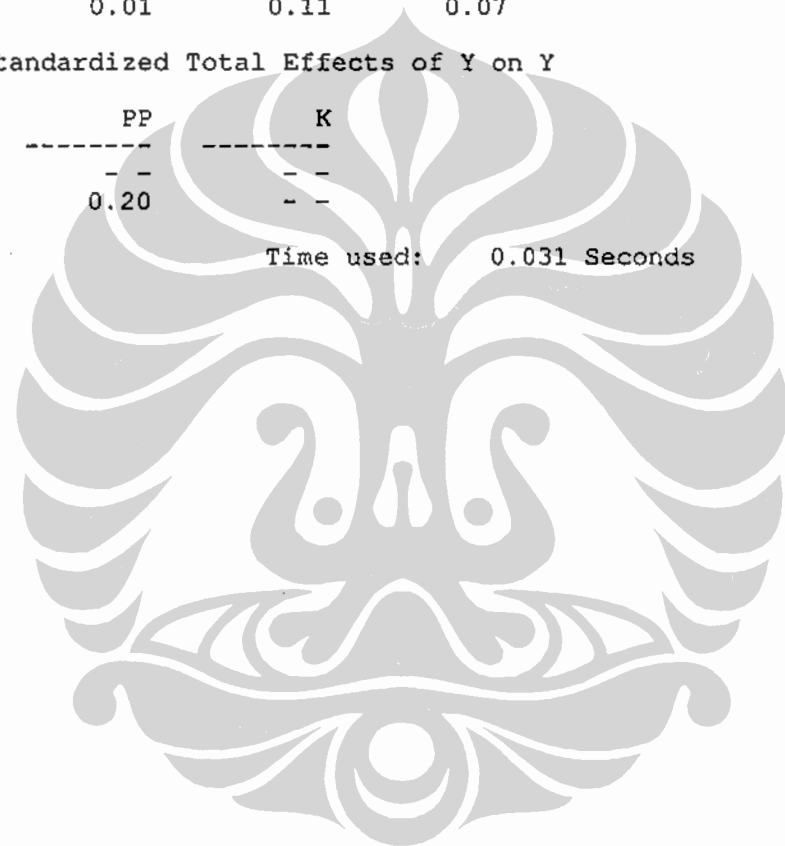 0.01 0.11 0.07
tandardized Total Effects of Y on Y
PP K
-------- --------
- - - -
0.20 - -
Time used: 0.031 Seconds